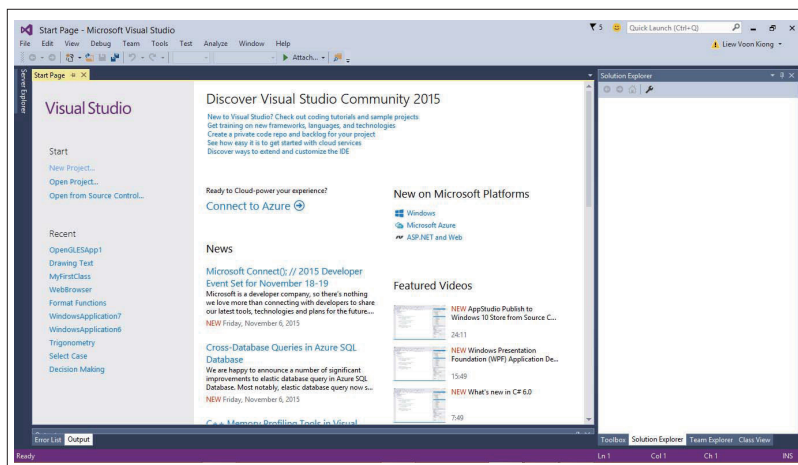 Start Page - Microsoft Visual Studio
5
Quick Launch (Ctrl+Q)
File Edit View Debug Team Tools Test Analyze Window Help
Liew Voon Kiong
Attach...
Server Explorer
Start Page
Visual Studio
Start
New Project...
Open Project...
Open from Source Control...
Recent
OpenGLESApp1
Drawing Text
MyFirstClass
WebBrowser
Format Functions
WindowsApplication7
WindowsApplication6
Trigonometry
Select Case
Decision Making
Discover Visual Studio Community 2015
New to Visual Studio? Check out coding tutorials and sample projects
Get training on new frameworks, languages, and technologies
Create a private code repo and backlog for your project
See how easy it is to get started with cloud services
Discover ways to extend and customize the IDE
Ready to Cloud-power your experience?
Connect to Azure
News
Microsoft Connect(); // 2015 Developer
Event Set for November 18-19
Microsoft is a developer company, so there's nothing
we love more than connecting with developers to share
our latest tools, technologies and plans for the future....
NEW Friday, November 6, 2015
Cross-Database Queries in Azure SQL
Database
We are happy to announce a number of significant
improvements to elastic database query in Azure SQL
Database. Most notably, elastic database query now s...
NEW Friday, November 6, 2015
C++ Memory Profiling Tools in Visual
New on Microsoft Platforms
Windows
Microsoft Azure
ASP.NET and Web
Featured Videos
NEW AppStudio Publish to
Windows 10 Store from Source C...
24:11
NEW Windows Presentation
Foundation (WPF) Application De...
15:49
NEW What's new in C# 6.0
7:49
Solution Explorer
Error List Output
Toolbox Solution Explorer Team Explorer Class View
Ready
Ln 1 Col 1 Ch 1 INS